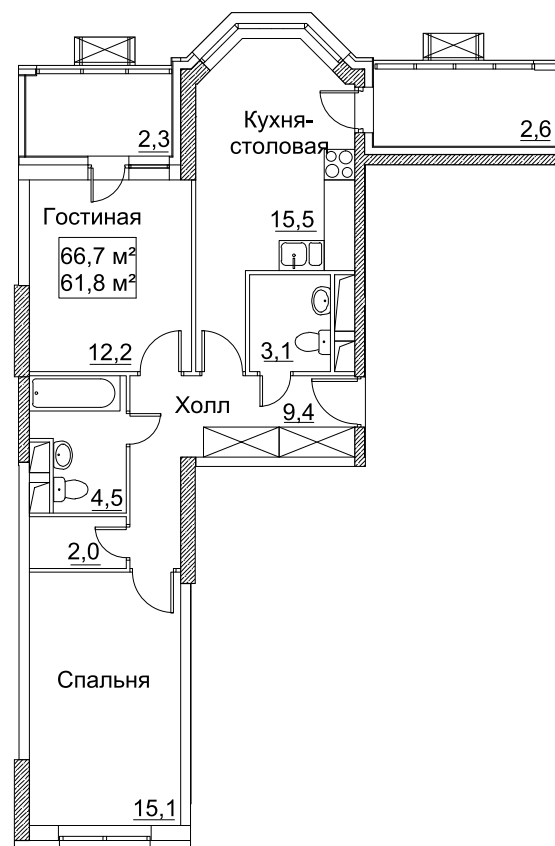 2,3
Кухня-
столовая
2,6
15,5
Гостиная
66,7 м²
61,8 м²
12,2
3,1
Холл
9,4
4,5
2,0
Спальня
15,1